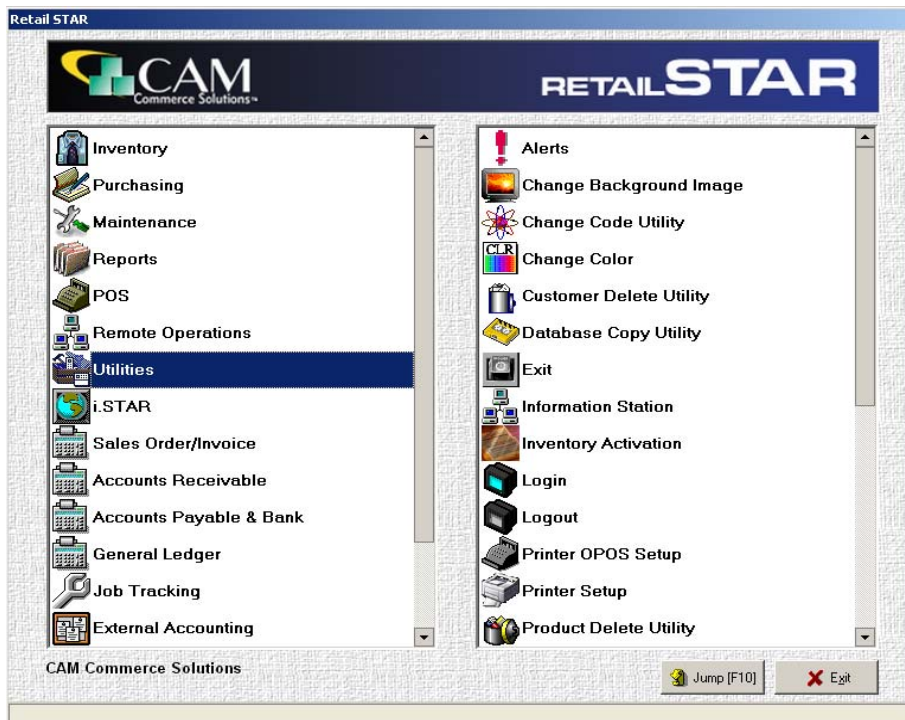 Retail STAR
CAM
Commerce Solutions™
RETAILSTAR
Inventory
Purchasing
Maintenance
Reports
POS
Remote Operations
Utilities
i.STAR
Sales Order/Invoice
Accounts Receivable
Accounts Payable & Bank
General Ledger
Job Tracking
External Accounting
Alerts
Change Background Image
Change Code Utility
CLR
Change Color
Customer Delete Utility
Database Copy Utility
Exit
Information Station
Inventory Activation
Login
Logout
Printer OPOS Setup
Printer Setup
Product Delete Utility
CAM Commerce Solutions
Jump [F10]
Exit